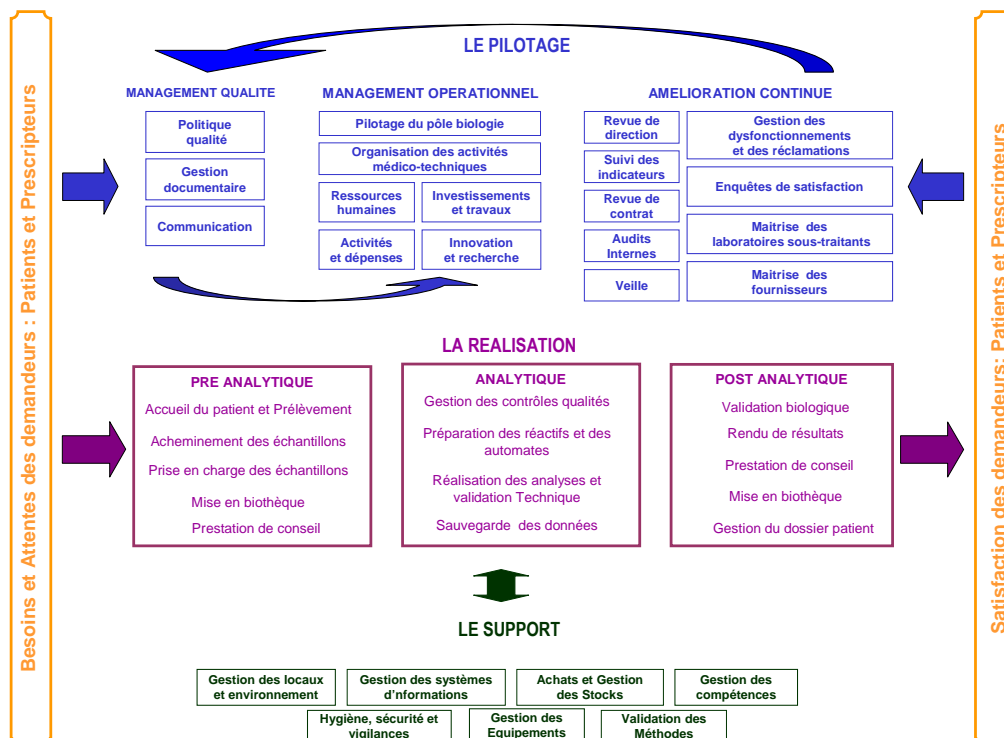 Besoins et Attentes des demandeurs : Patients et Prescripteurs
LE PILOTAGE
MANAGEMENT QUALITE
Politique
qualité
Gestion
documentaire
Communication
MANAGEMENT OPERATIONNEL
Pilotage du pôle biologie
Organisation des activités
médico-techniques
Ressources
humaines
Investissements
et travaux
Activités
et dépenses
Innovation
et recherche
AMELIORATION CONTINUE
Revue de
direction
Suivi des
indicateurs
Revue de
contrat
Audits
Internes
Veille
Gestion des
dysfonctionnements
et des réclamations
Enquêtes de satisfaction
Maitrise des
laboratoires sous-traitants
Maitrise des
fournisseurs
LA REALISATION
PRE ANALYTIQUE
Accueil du patient et Prélèvement
Acheminement des échantillons
Prise en charge des échantillons
Mise en biothèque
Prestation de conseil
ANALYTIQUE
Gestion des contrôles qualités
Préparation des réactifs et des
automates
Réalisation des analyses et
validation Technique
Sauvegarde des données
POST ANALYTIQUE
Validation biologique
Rendu de résultats
Prestation de conseil
Mise en biothèque
Gestion du dossier patient
LE SUPPORT
Gestion des locaux
et environnement
Gestion des systèmes
d'nformations
Achats et Gestion
des Stocks
Gestion des
compétences
Hygiène, sécurité et
vigilances
Gestion des
Equipements
Validation des
Méthodes
Satisfaction des demandeurs: Patients et Prescripteurs